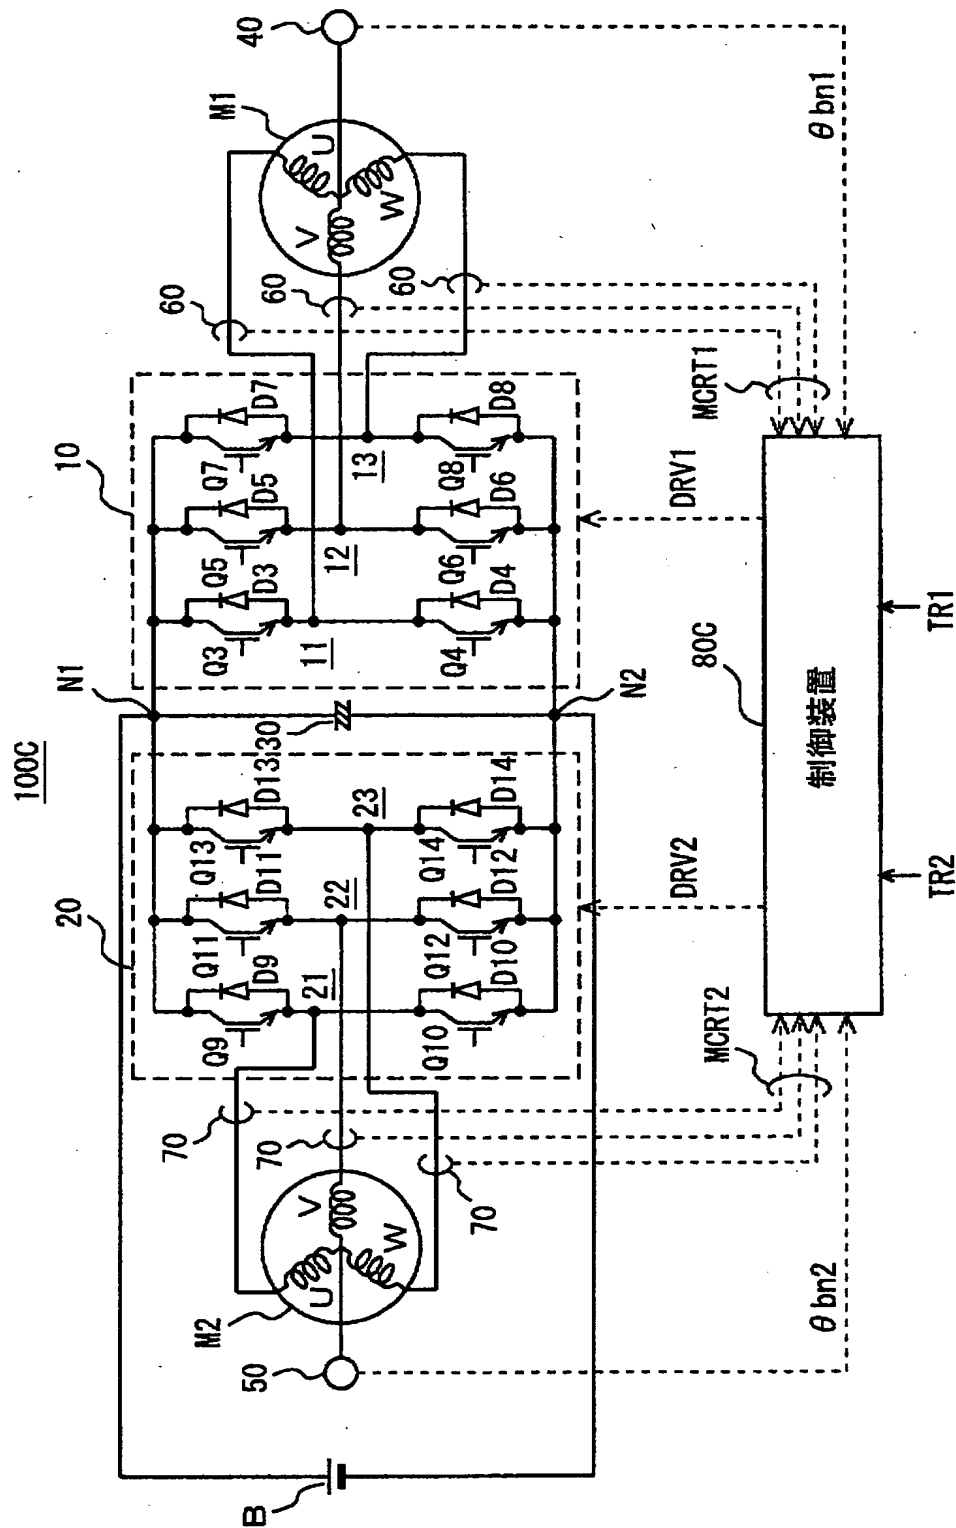 100C
B
20
N1
10
Q9
D9
Q11
D11
Q13
D13
30
Q3
D3
Q5
D5
Q7
D7
60
60
60
M1
40
70
70
70
M2
50
U
V
W
21
22
23
11
12
13
V
U
W
Q10
D10
Q12
D12
Q14
D14
Q4
D4
Q6
D6
Q8
D8
N2
θbn2
MCRT2
DRV2
80C
DRV1
MCRT1
θbn1
制御装置
TR2
TR1